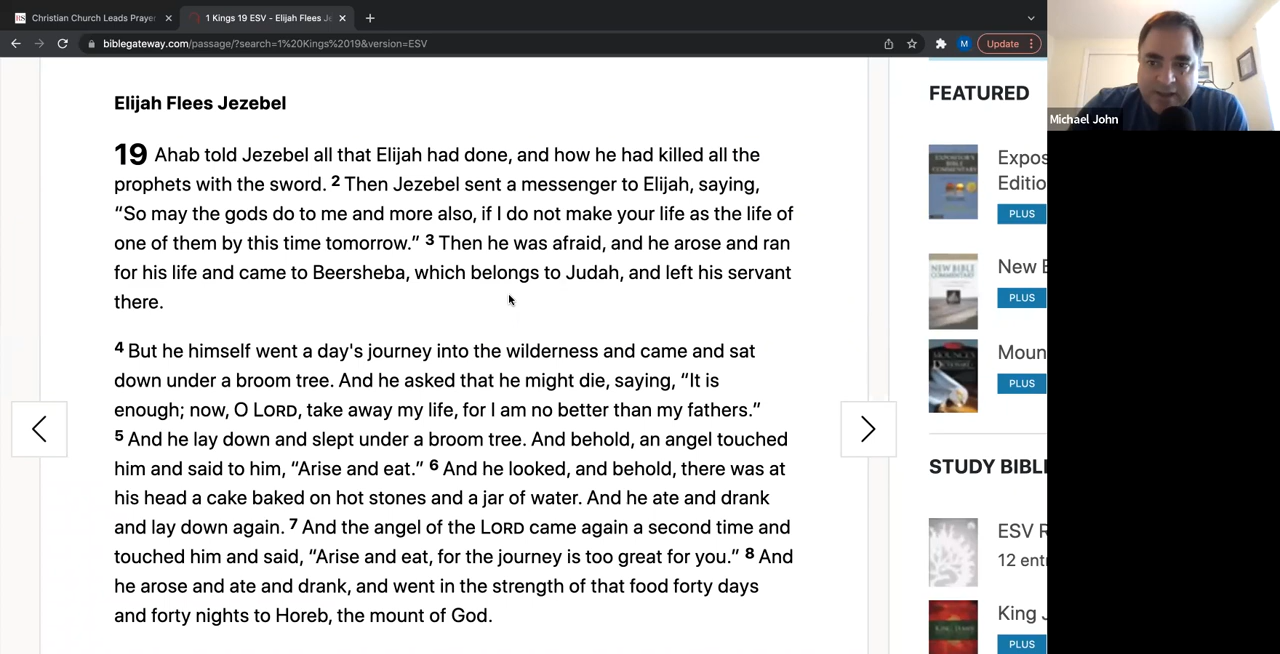 Christian Church Leads Prayer
1 Kings 19 ESV - Elijah Flees Je
biblegateway.com/passage/?search=1%20Kings%2019&version=ESV
M
Update
Elijah Flees Jezebel
19 Ahab told Jezebel all that Elijah had done, and how he had killed all the
prophets with the sword. 2 Then Jezebel sent a messenger to Elijah, saying,
“So may the gods do to me and more also, if I do not make your life as the life of
one of them by this time tomorrow.” 3 Then he was afraid, and he arose and ran
for his life and came to Beersheba, which belongs to Judah, and left his servant
there.
4 But he himself went a day's journey into the wilderness and came and sat
down under a broom tree. And he asked that he might die, saying, “It is
enough; now, O LORD, take away my life, for I am no better than my fathers.”
5 And he lay down and slept under a broom tree. And behold, an angel touched
him and said to him, “Arise and eat.” 6 And he looked, and behold, there was at
his head a cake baked on hot stones and a jar of water. And he ate and drank
and lay down again. 7 And the angel of the LORD came again a second time and
touched him and said, “Arise and eat, for the journey is too great for you.” 8 And
he arose and ate and drank, and went in the strength of that food forty days
and forty nights to Horeb, the mount of God.
FEATURED
Expos
Editio
PLUS
NEW BIBLE
COMMENTARY
New B
PLUS
Moun
PLUS
STUDY BIBL
ESV R
12 ent
King J
PLUS
Michael John